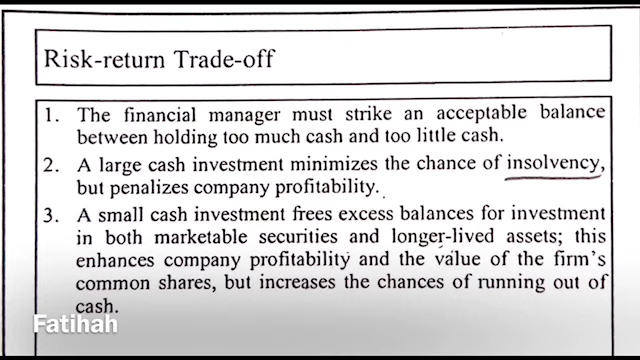 Risk-return Trade-off
1. The financial manager must strike an acceptable balance
between holding too much cash and too little cash.
2. A large cash investment minimizes the chance of insolvency,
but penalizes company profitability.
3. A small cash investment frees excess balances for investment
in both marketable securities and longer-lived assets; this
enhances company profitability and the value of the firm's
common shares, but increases the chances of running out of
cash.
Fatihah